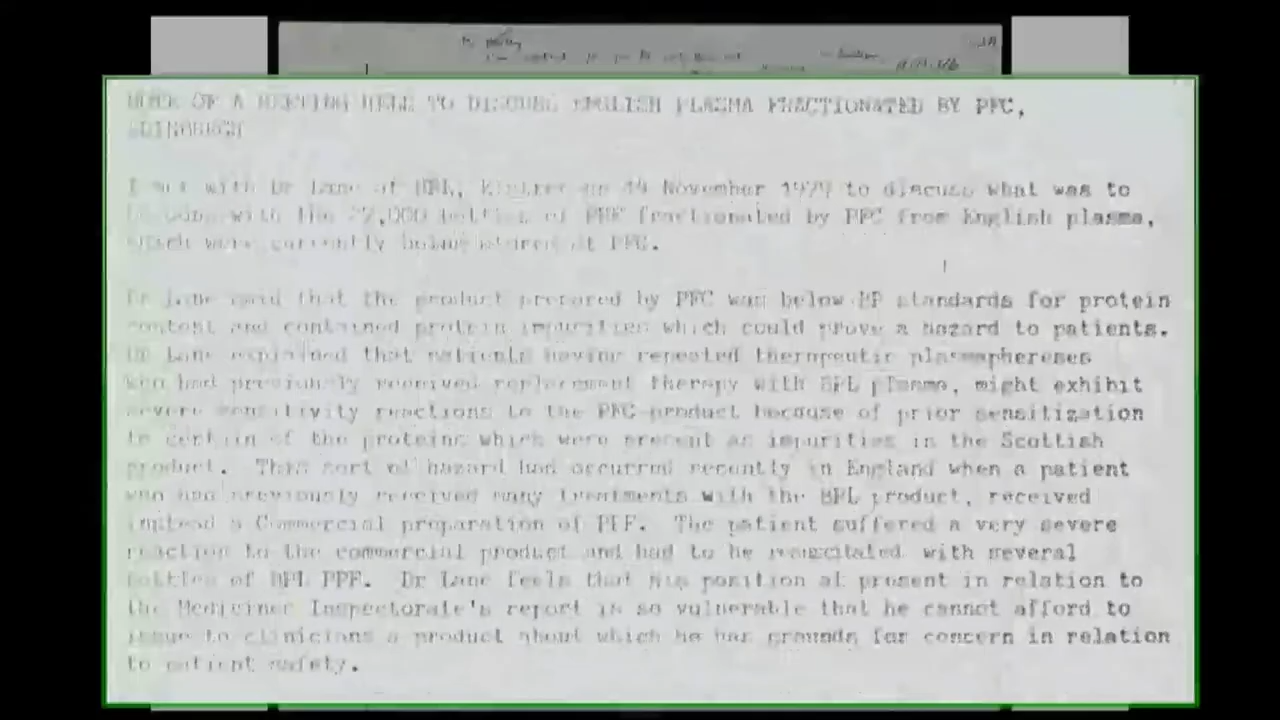 NOTE OF A MEETING HELD TO DISCUSS ENGLISH PLASMA FRACTIONATED BY PFC,
EDINBURGH
I met with Dr Lane of BPL, Elstree on 19 November 1979 to discuss what was to
be done with the 27,000 bottles of PPF fractionated by PFC from English plasma,
which were currently being stored at PFC.
Dr Lane said that the product prepared by PFC was below BP standards for protein
content and contained protein impurities which could prove a hazard to patients.
Dr Lane explained that patients having repeated therapeutic plasmaphereses
who had previously received replacement therapy with BPL plasma, might exhibit
severe sensitivity reactions to the PFC product because of prior sensitization
to certain of the proteins which were present as impurities in the Scottish
product. This sort of hazard had occurred recently in England when a patient
who had previously received many treatments with the BPL product, received
instead a Commercial preparation of PPF. The patient suffered a very severe
reaction to the commercial product and had to be resuscitated with several
bottles of BPL PPF. Dr Lane feels that his position at present in relation to
the Medicines Inspectorate's report is so vulnerable that he cannot afford to
issue to clinicians a product about which he has grounds for concern in relation
to patient safety.